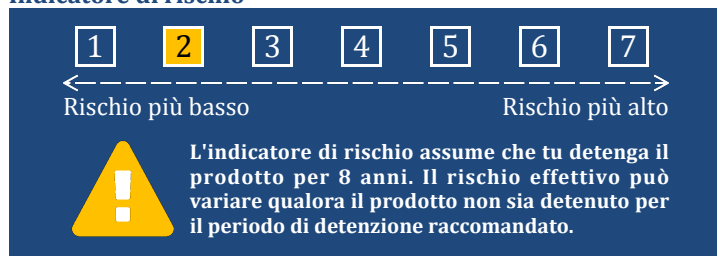 Indicatore di rischio
1 2 3 4 5 6 7
Rischio più basso Rischio più alto
L'indicatore di rischio assume che tu detenga il
prodotto per 8 anni. Il rischio effettivo può
variare qualora il prodotto non sia detenuto per
il periodo di detenzione raccomandato.